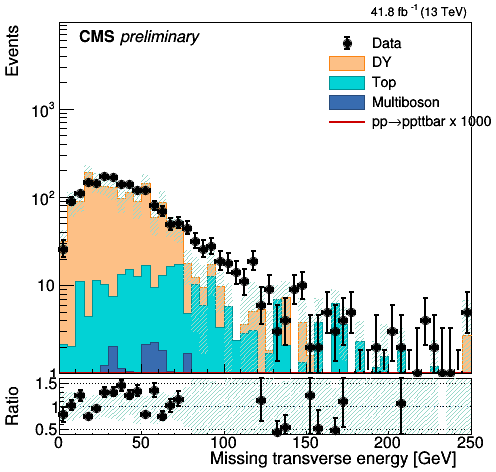 41.8 fb⁻¹ (13 TeV)
CMS preliminary
Events
Data
DY
Top
Multiboson
pp→ppttbar x 1000
10³
10²
10
1
Ratio
1.5
1
0.5
0 50 100 150 200 250
Missing transverse energy [GeV]